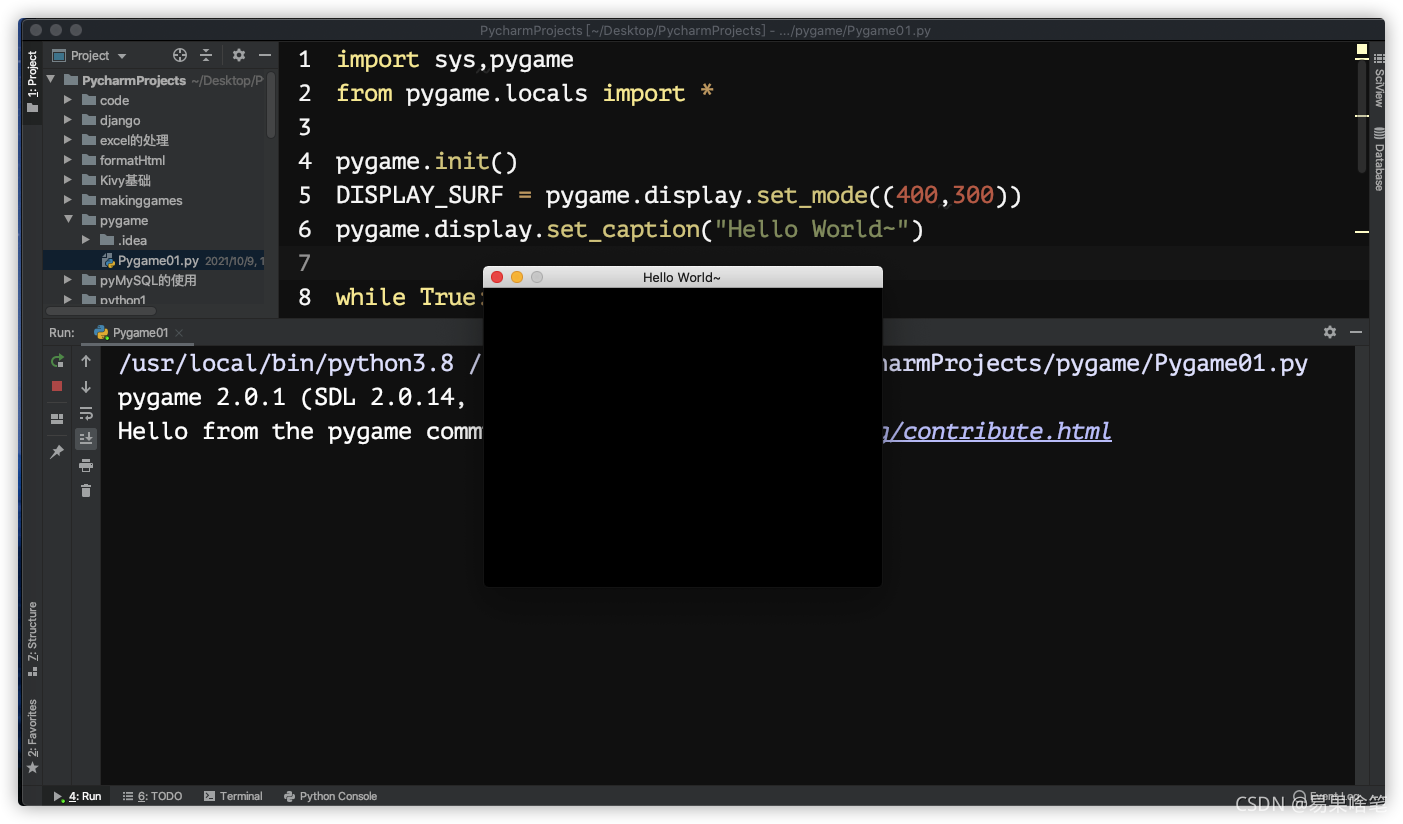 PycharmProjects [~/Desktop/PycharmProjects] - .../pygame/Pygame01.py
1: Project
Project
PycharmProjects ~/Desktop/P
code
django
excel的处理
formatHtml
Kivy基础
makinggames
pygame
.idea
Pygame01.py 2021/10/9, 1
pyMySQL的使用
python1
1 import sys,pygame
2 from pygame.locals import *
3
4 pygame.init()
5 DISPLAY_SURF = pygame.display.set_mode((400,300))
6 pygame.display.set_caption("Hello World~")
7
8 while True:
SciView
Database
Hello World~
Run: Pygame01
/usr/local/bin/python3.8 / harmProjects/pygame/Pygame01.py
pygame 2.0.1 (SDL 2.0.14,
Hello from the pygame comm g/contribute.html
Z: Structure
2: Favorites
4: Run 6: TODO Terminal Python Console Event Log
CSDN @易果啥笔